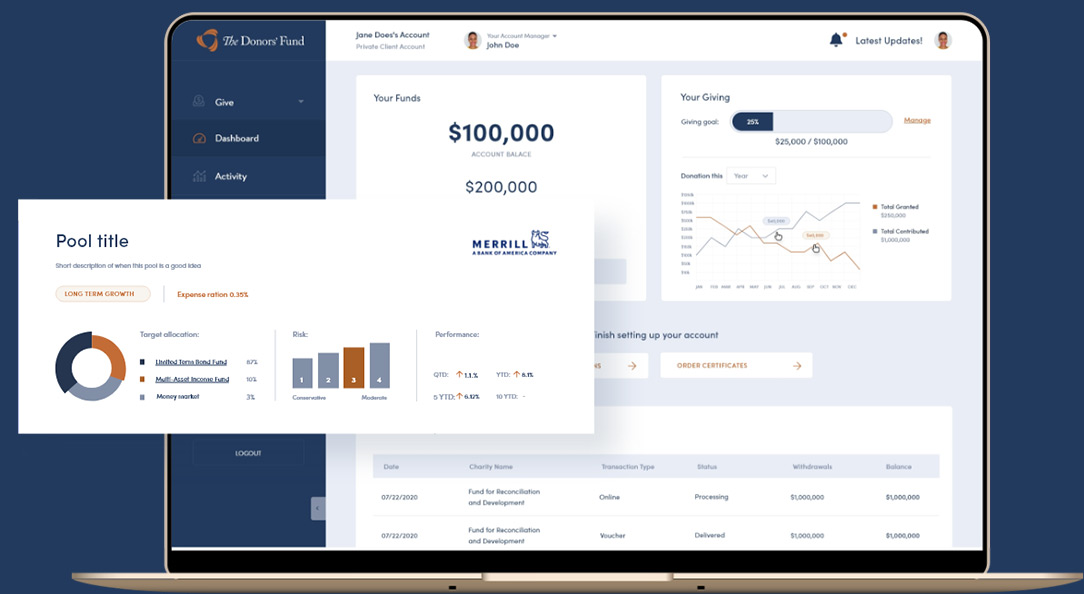 The Donors' Fund
Give
Dashboard
Activity
LOGOUT
Jane Does's Account
Private Client Account
Your Account Manager
John Doe
Latest Updates!
Your Funds
$100,000
ACCOUNT BALACE
$200,000
Your Giving
Giving goal:
25%
Manage
$25,000 / $100,000
Donation this
Year
$40,000
$60,000
JAN FEB MAR APR MAY JUN JUL AUG SEP OCT NOV DEC
Total Granted
$250,000
Total Contributed
$1,000,000
Pool title
Short description of when this pool is a good idea
MERRILL
A BANK OF AMERICA COMPANY
LONG TERM GROWTH
Expense ration 0.35%
Target allocation:
Limited Term Bond Fund 87%
Multi-Asset Income Fund 10%
Money market 3%
Risk:
1 2 3 4
Conservative Moderate
Performance:
QTD: 1.1% YTD: 6.1%
5 YTD: 6.12% 10 YTD: -
finish setting up your account
NS
ORDER CERTIFICATES
Date Charity Name Transaction Type Status Withdrawals Balance
07/22/2020 Fund for Reconciliation and Development Online Processing $1,000,000 $1,000,000
07/22/2020 Fund for Reconciliation and Development Voucher Delivered $1,000,000 $1,000,000